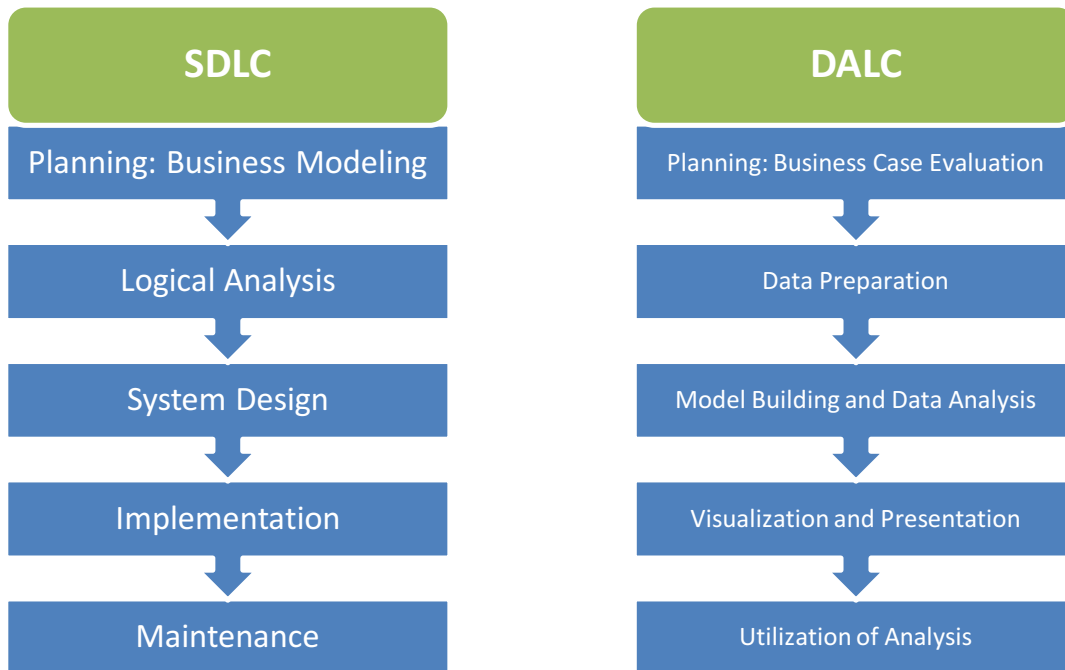 SDLC
Planning: Business Modeling
Logical Analysis
System Design
Implementation
Maintenance
DALC
Planning: Business Case Evaluation
Data Preparation
Model Building and Data Analysis
Visualization and Presentation
Utilization of Analysis